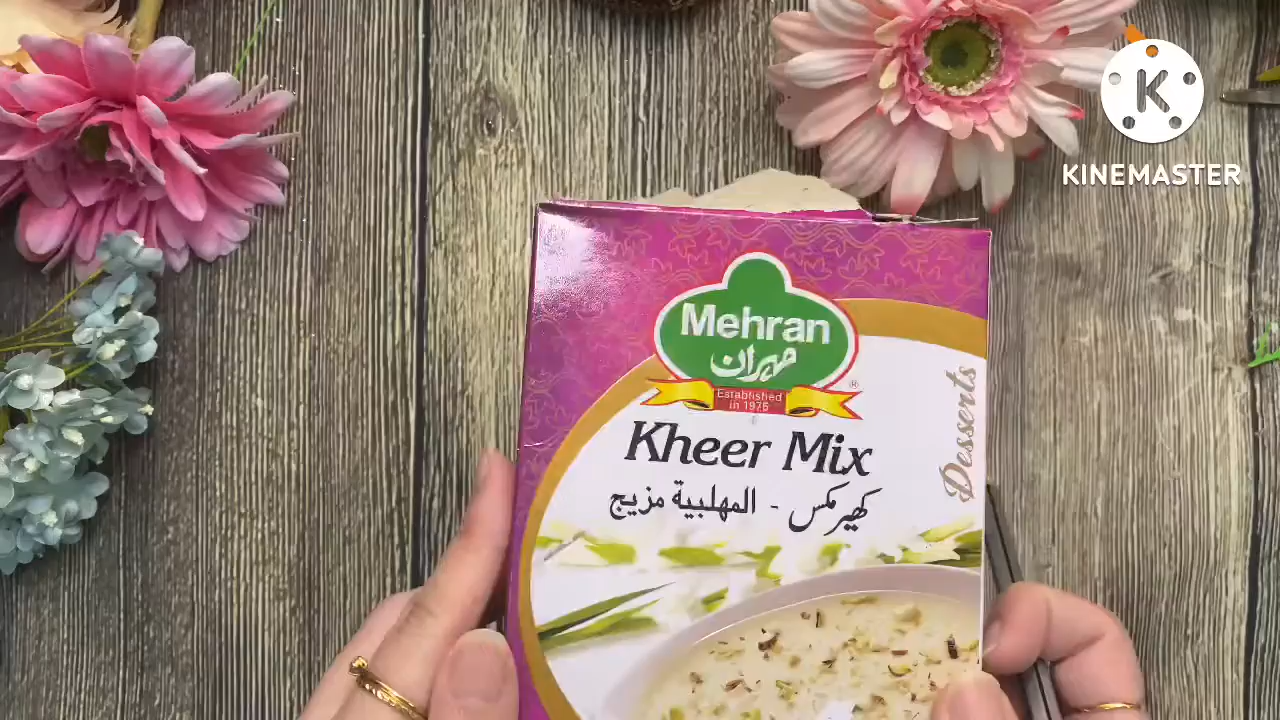 K
KINEMASTER
Mehran
مہران
®
Established
in 1975
Kheer Mix
کھیر مکس - المهلبية مزيج
Desserts